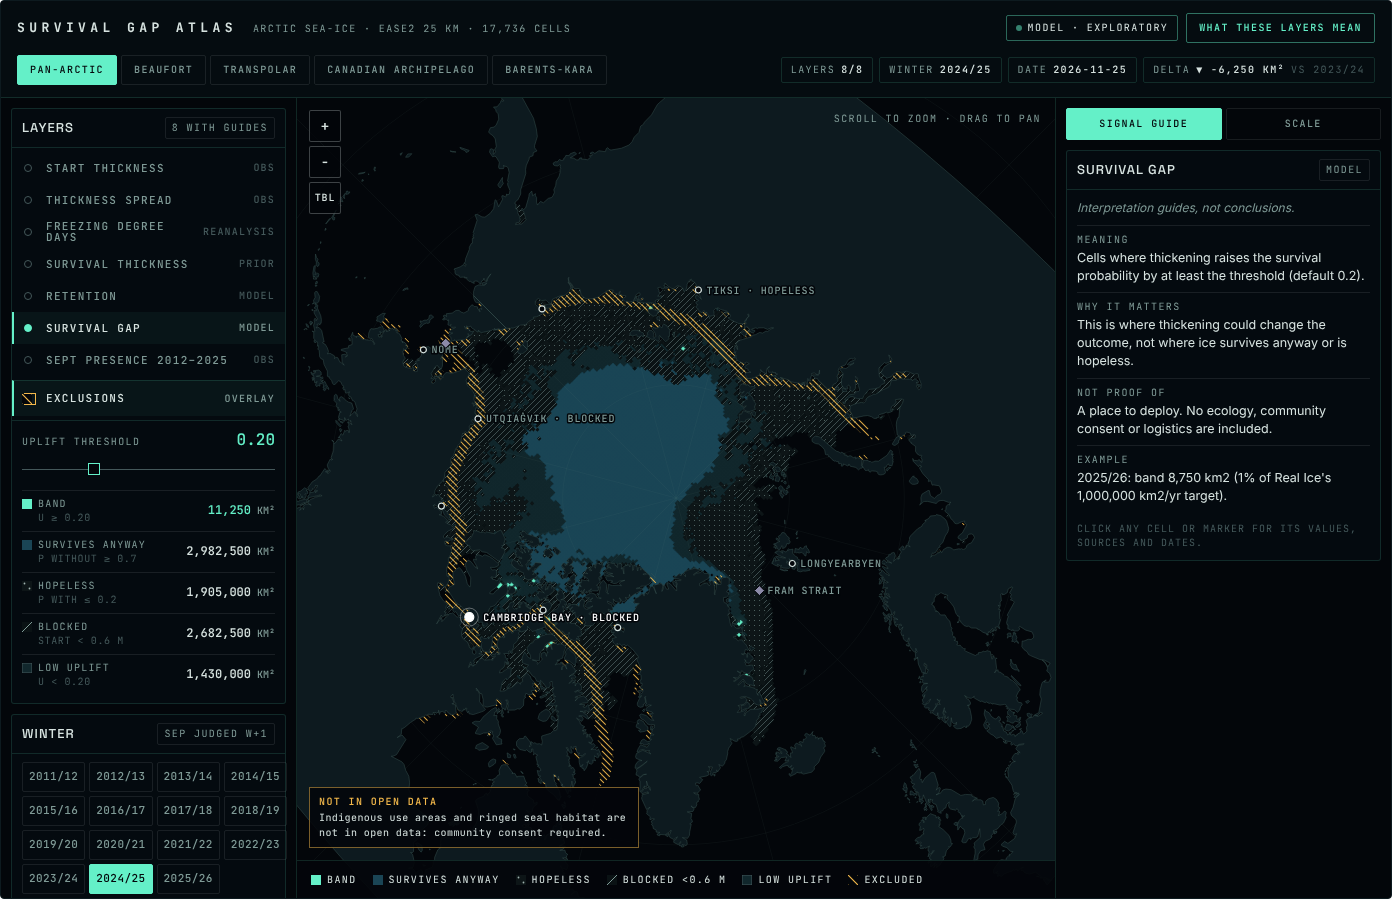 SURVIVAL GAP ATLAS
ARCTIC SEA-ICE · EASE2 25 KM · 17,736 CELLS
MODEL · EXPLORATORY
WHAT THESE LAYERS MEAN
PAN-ARCTIC
BEAUFORT
TRANSPOLAR
CANADIAN ARCHIPELAGO
BARENTS-KARA
LAYERS 8/8
WINTER 2024/25
DATE 2026-11-25
DELTA ▼ -6,250 KM² VS 2023/24
LAYERS
8 WITH GUIDES
START THICKNESS OBS
THICKNESS SPREAD OBS
FREEZING DEGREE
DAYS
REANALYSIS
SURVIVAL THICKNESS PRIOR
RETENTION MODEL
SURVIVAL GAP MODEL
SEPT PRESENCE 2012-2025 OBS
EXCLUSIONS OVERLAY
UPLIFT THRESHOLD 0.20
BAND
U ≥ 0.20
11,250 KM²
SURVIVES ANYWAY
P WITHOUT ≥ 0.7
2,982,500 KM²
HOPELESS
P WITH ≤ 0.2
1,905,000 KM²
BLOCKED
START < 0.6 M
2,682,500 KM²
LOW UPLIFT
U < 0.20
1,430,000 KM²
WINTER
SEP JUDGED W+1
2011/12 2012/13 2013/14 2014/15
2015/16 2016/17 2017/18 2018/19
2019/20 2020/21 2021/22 2022/23
2023/24 2024/25 2025/26
+
-
TBL
SCROLL TO ZOOM · DRAG TO PAN
TIKSI · HOPELESS
NOME
UTQIAĠVIK · BLOCKED
LONGYEARBYEN
FRAM STRAIT
CAMBRIDGE BAY · BLOCKED
NOT IN OPEN DATA
Indigenous use areas and ringed seal habitat are
not in open data: community consent required.
BAND
SURVIVES ANYWAY
HOPELESS
BLOCKED <0.6 M
LOW UPLIFT
EXCLUDED
SIGNAL GUIDE
SCALE
SURVIVAL GAP
MODEL
Interpretation guides, not conclusions.
MEANING
Cells where thickening raises the survival
probability by at least the threshold (default 0.2).
WHY IT MATTERS
This is where thickening could change the
outcome, not where ice survives anyway or is
hopeless.
NOT PROOF OF
A place to deploy. No ecology, community
consent or logistics are included.
EXAMPLE
2025/26: band 8,750 km2 (1% of Real Ice's
1,000,000 km2/yr target).
CLICK ANY CELL OR MARKER FOR ITS VALUES,
SOURCES AND DATES.